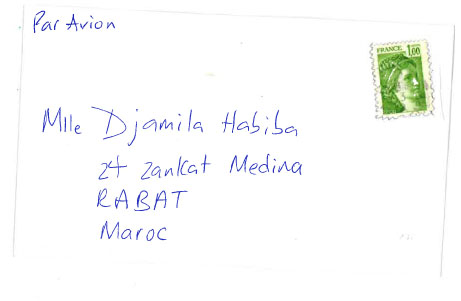 Par Avion
FRANCE 1,00
Mlle Djamila Habiba
24 Zankat Medina
RABAT
Maroc